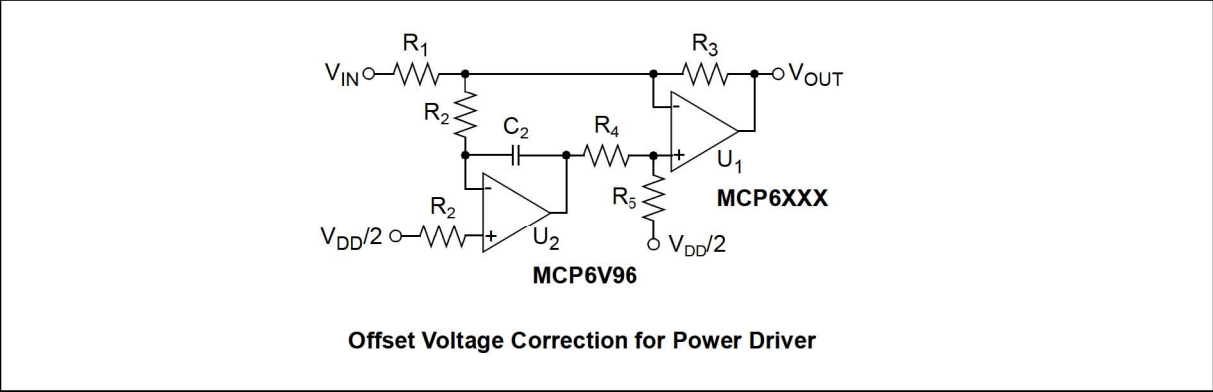 R1
R3
VIN
VOUT
R2
C2
R4
U1
R5
MCP6XXX
R2
VDD/2
U2
VDD/2
MCP6V96
Offset Voltage Correction for Power Driver